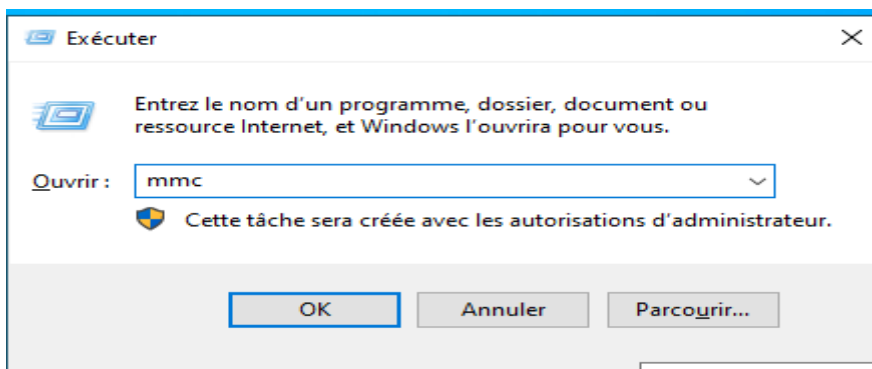 Exécuter
Entrez le nom d'un programme, dossier, document ou
ressource Internet, et Windows l'ouvrira pour vous.
Ouvrir : mmc
Cette tâche sera créée avec les autorisations d'administrateur.
OK Annuler Parcourir...